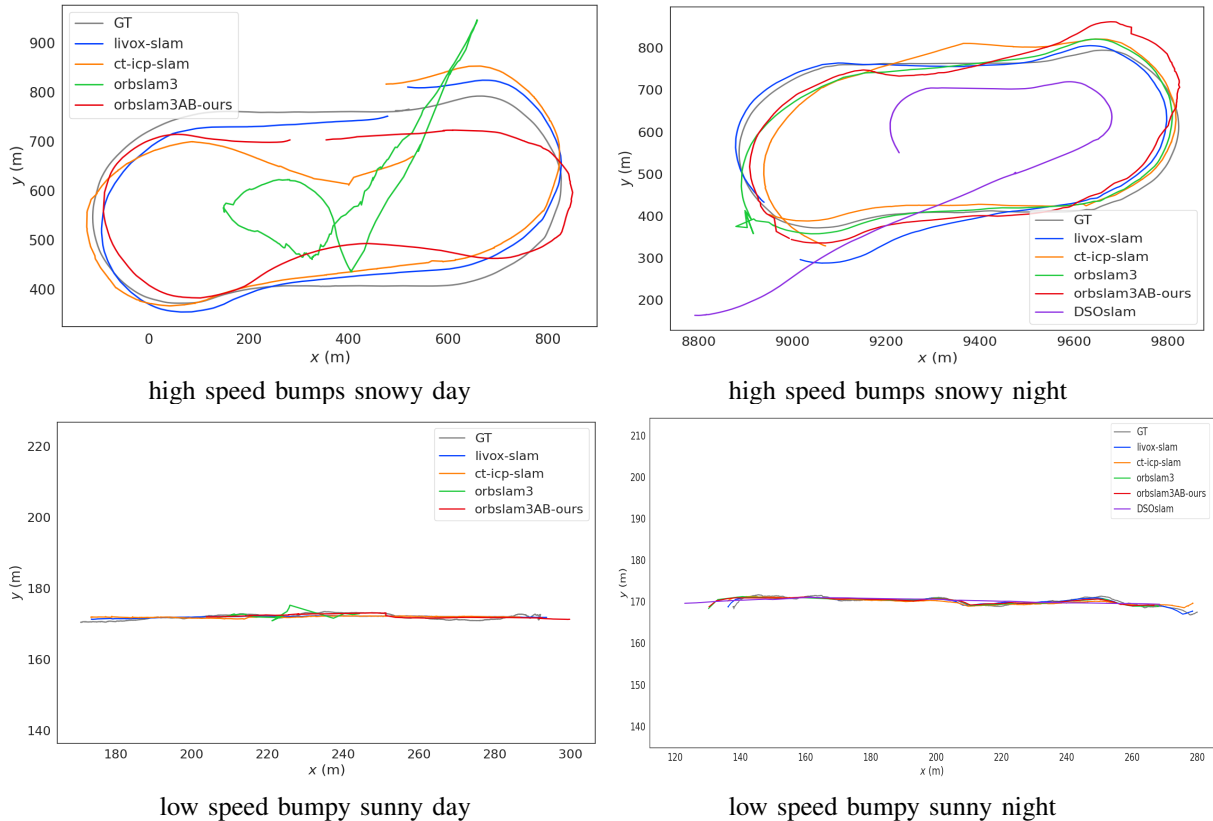 GT
livox-slam
ct-icp-slam
orbslam3
orbslam3AB-ours
900
800
700
600
500
400
y (m)
0
200
400
600
800
x (m)
high speed bumps snowy day
800
700
600
500
400
300
200
y (m)
GT
livox-slam
ct-icp-slam
orbslam3
orbslam3AB-ours
DSOslam
8800
9000
9200
9400
9600
9800
x (m)
high speed bumps snowy night
GT
livox-slam
ct-icp-slam
orbslam3
orbslam3AB-ours
220
200
180
160
140
y (m)
180
200
220
240
260
280
300
x (m)
low speed bumpy sunny day
GT
livox-slam
ct-icp-slam
orbslam3
orbslam3AB-ours
DSOslam
210
200
190
180
170
160
150
140
y (m)
120
140
160
180
200
220
240
260
280
x (m)
low speed bumpy sunny night